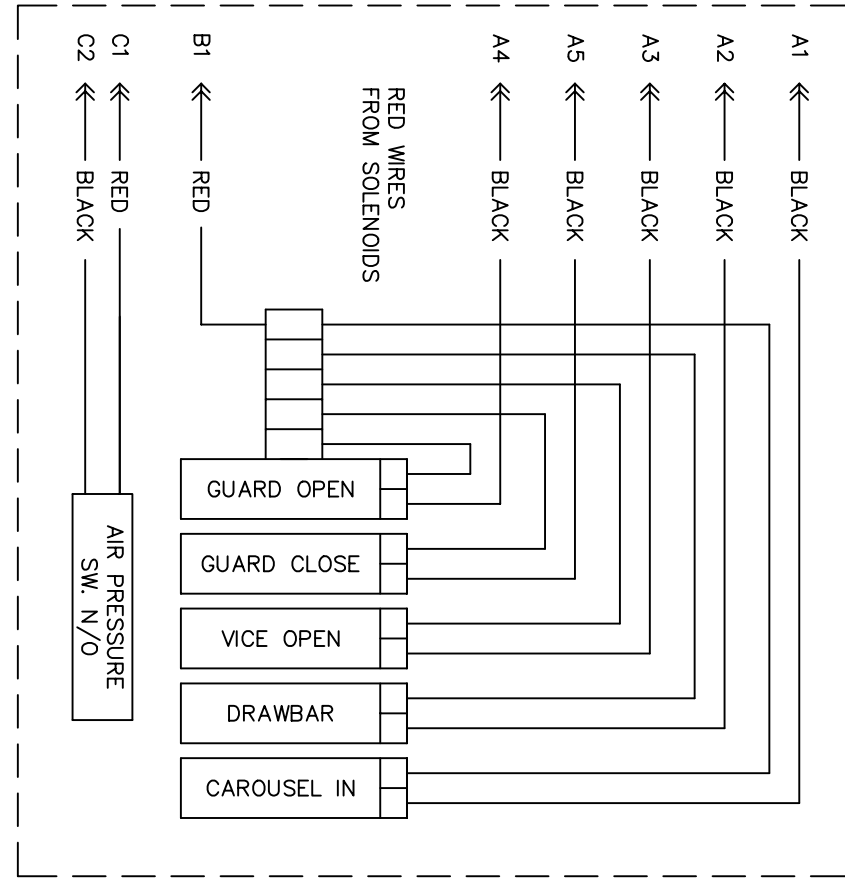 C2
C1
B1
A4
A5
A3
A2
A1
RED WIRES
FROM SOLENOIDS
BLACK
RED
RED
BLACK
BLACK
BLACK
BLACK
BLACK
GUARD OPEN
GUARD CLOSE
VICE OPEN
DRAWBAR
CAROUSEL IN
AIR PRESSURE
SW. N/O